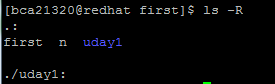 [bca21320@redhat first]$ ls -R
.:
first  n  uday1

./uday1: